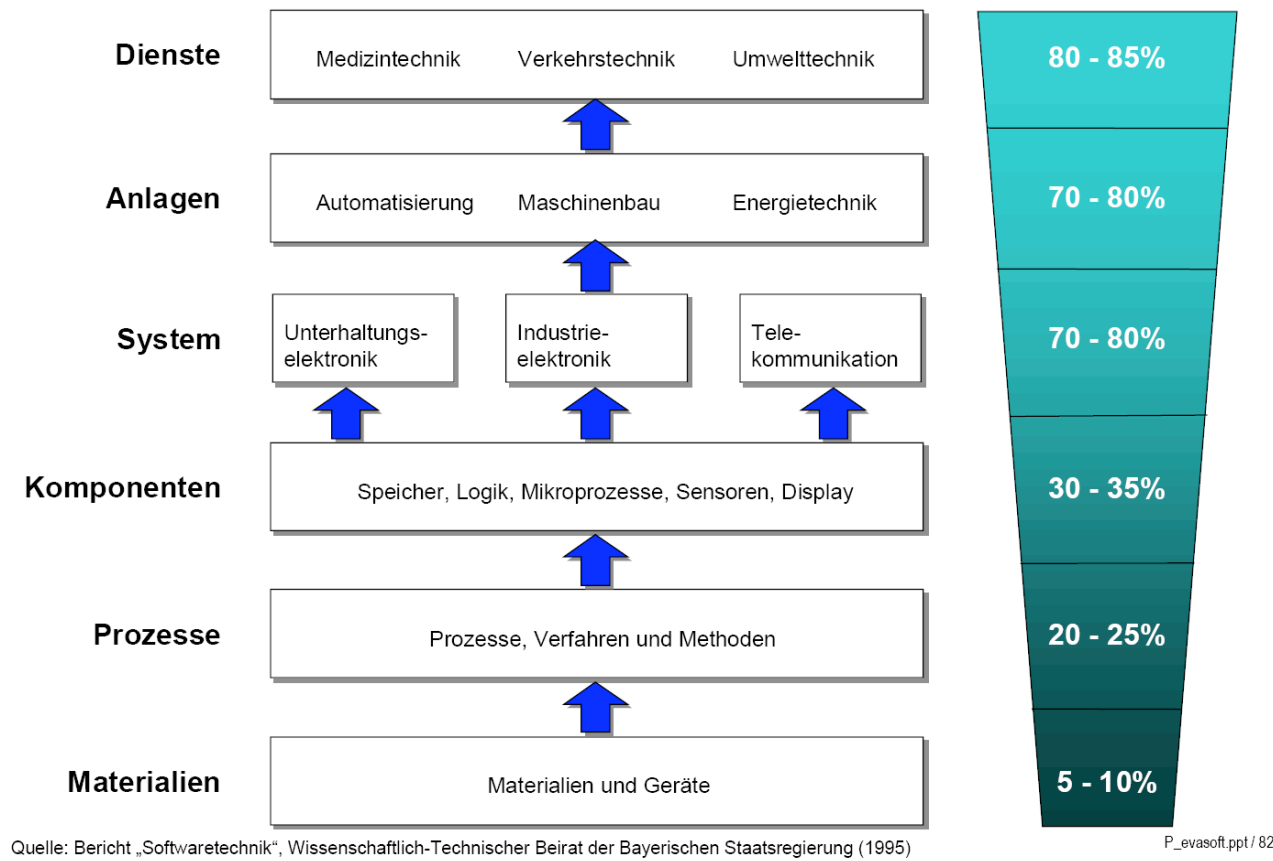 Dienste
Medizintechnik Verkehrstechnik Umwelttechnik
80 - 85%
Anlagen
Automatisierung Maschinenbau Energietechnik
70 - 80%
System
Unterhaltungs-
elektronik
Industrie-
elektronik
Tele-
kommunikation
70 - 80%
Komponenten
Speicher, Logik, Mikroprozesse, Sensoren, Display
30 - 35%
Prozesse
Prozesse, Verfahren und Methoden
20 - 25%
Materialien
Materialien und Geräte
5 - 10%
Quelle: Bericht „Softwaretechnik“, Wissenschaftlich-Technischer Beirat der Bayerischen Staatsregierung (1995)
P_evasoft.ppt / 82